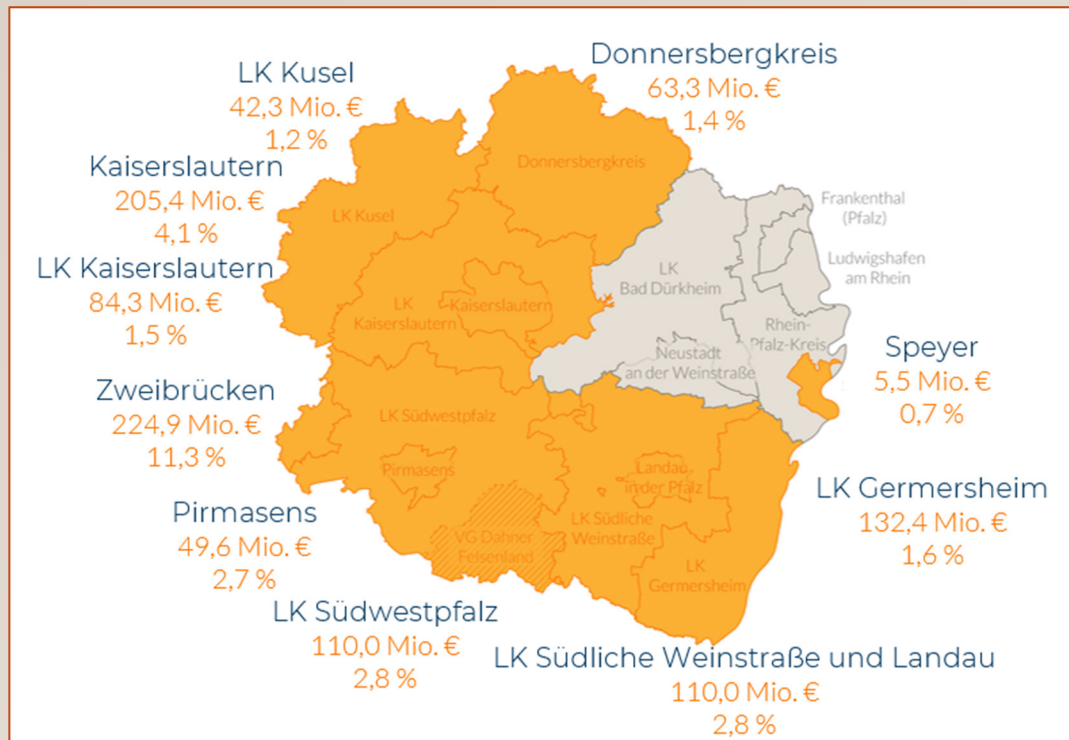 Donnersbergkreis
63,3 Mio. €
1,4 %
LK Kusel
42,3 Mio. €
1,2 %
Kaiserslautern
205,4 Mio. €
4,1 %
LK Kaiserslautern
84,3 Mio. €
1,5 %
Zweibrücken
224,9 Mio. €
11,3 %
Pirmasens
49,6 Mio. €
2,7 %
LK Südwestpfalz
110,0 Mio. €
2,8 %
LK Südliche Weinstraße und Landau
110,0 Mio. €
2,8 %
LK Germersheim
132,4 Mio. €
1,6 %
Speyer
5,5 Mio. €
0,7 %
Donnersbergkreis
LK Kusel
LK
Kaiserslautern
Kaiserslautern
LK
Bad Dürkheim
Frankenthal
(Pfalz)
Ludwigshafen
am Rhein
Rhein-
Pfalz-Kreis
Neustadt
an der Weinstraße
LK Südwestpfalz
Pirmasens
VG Dahner
Felsenland
Landau
in der Pfalz
LK Südliche
Weinstraße
LK
Germersheim